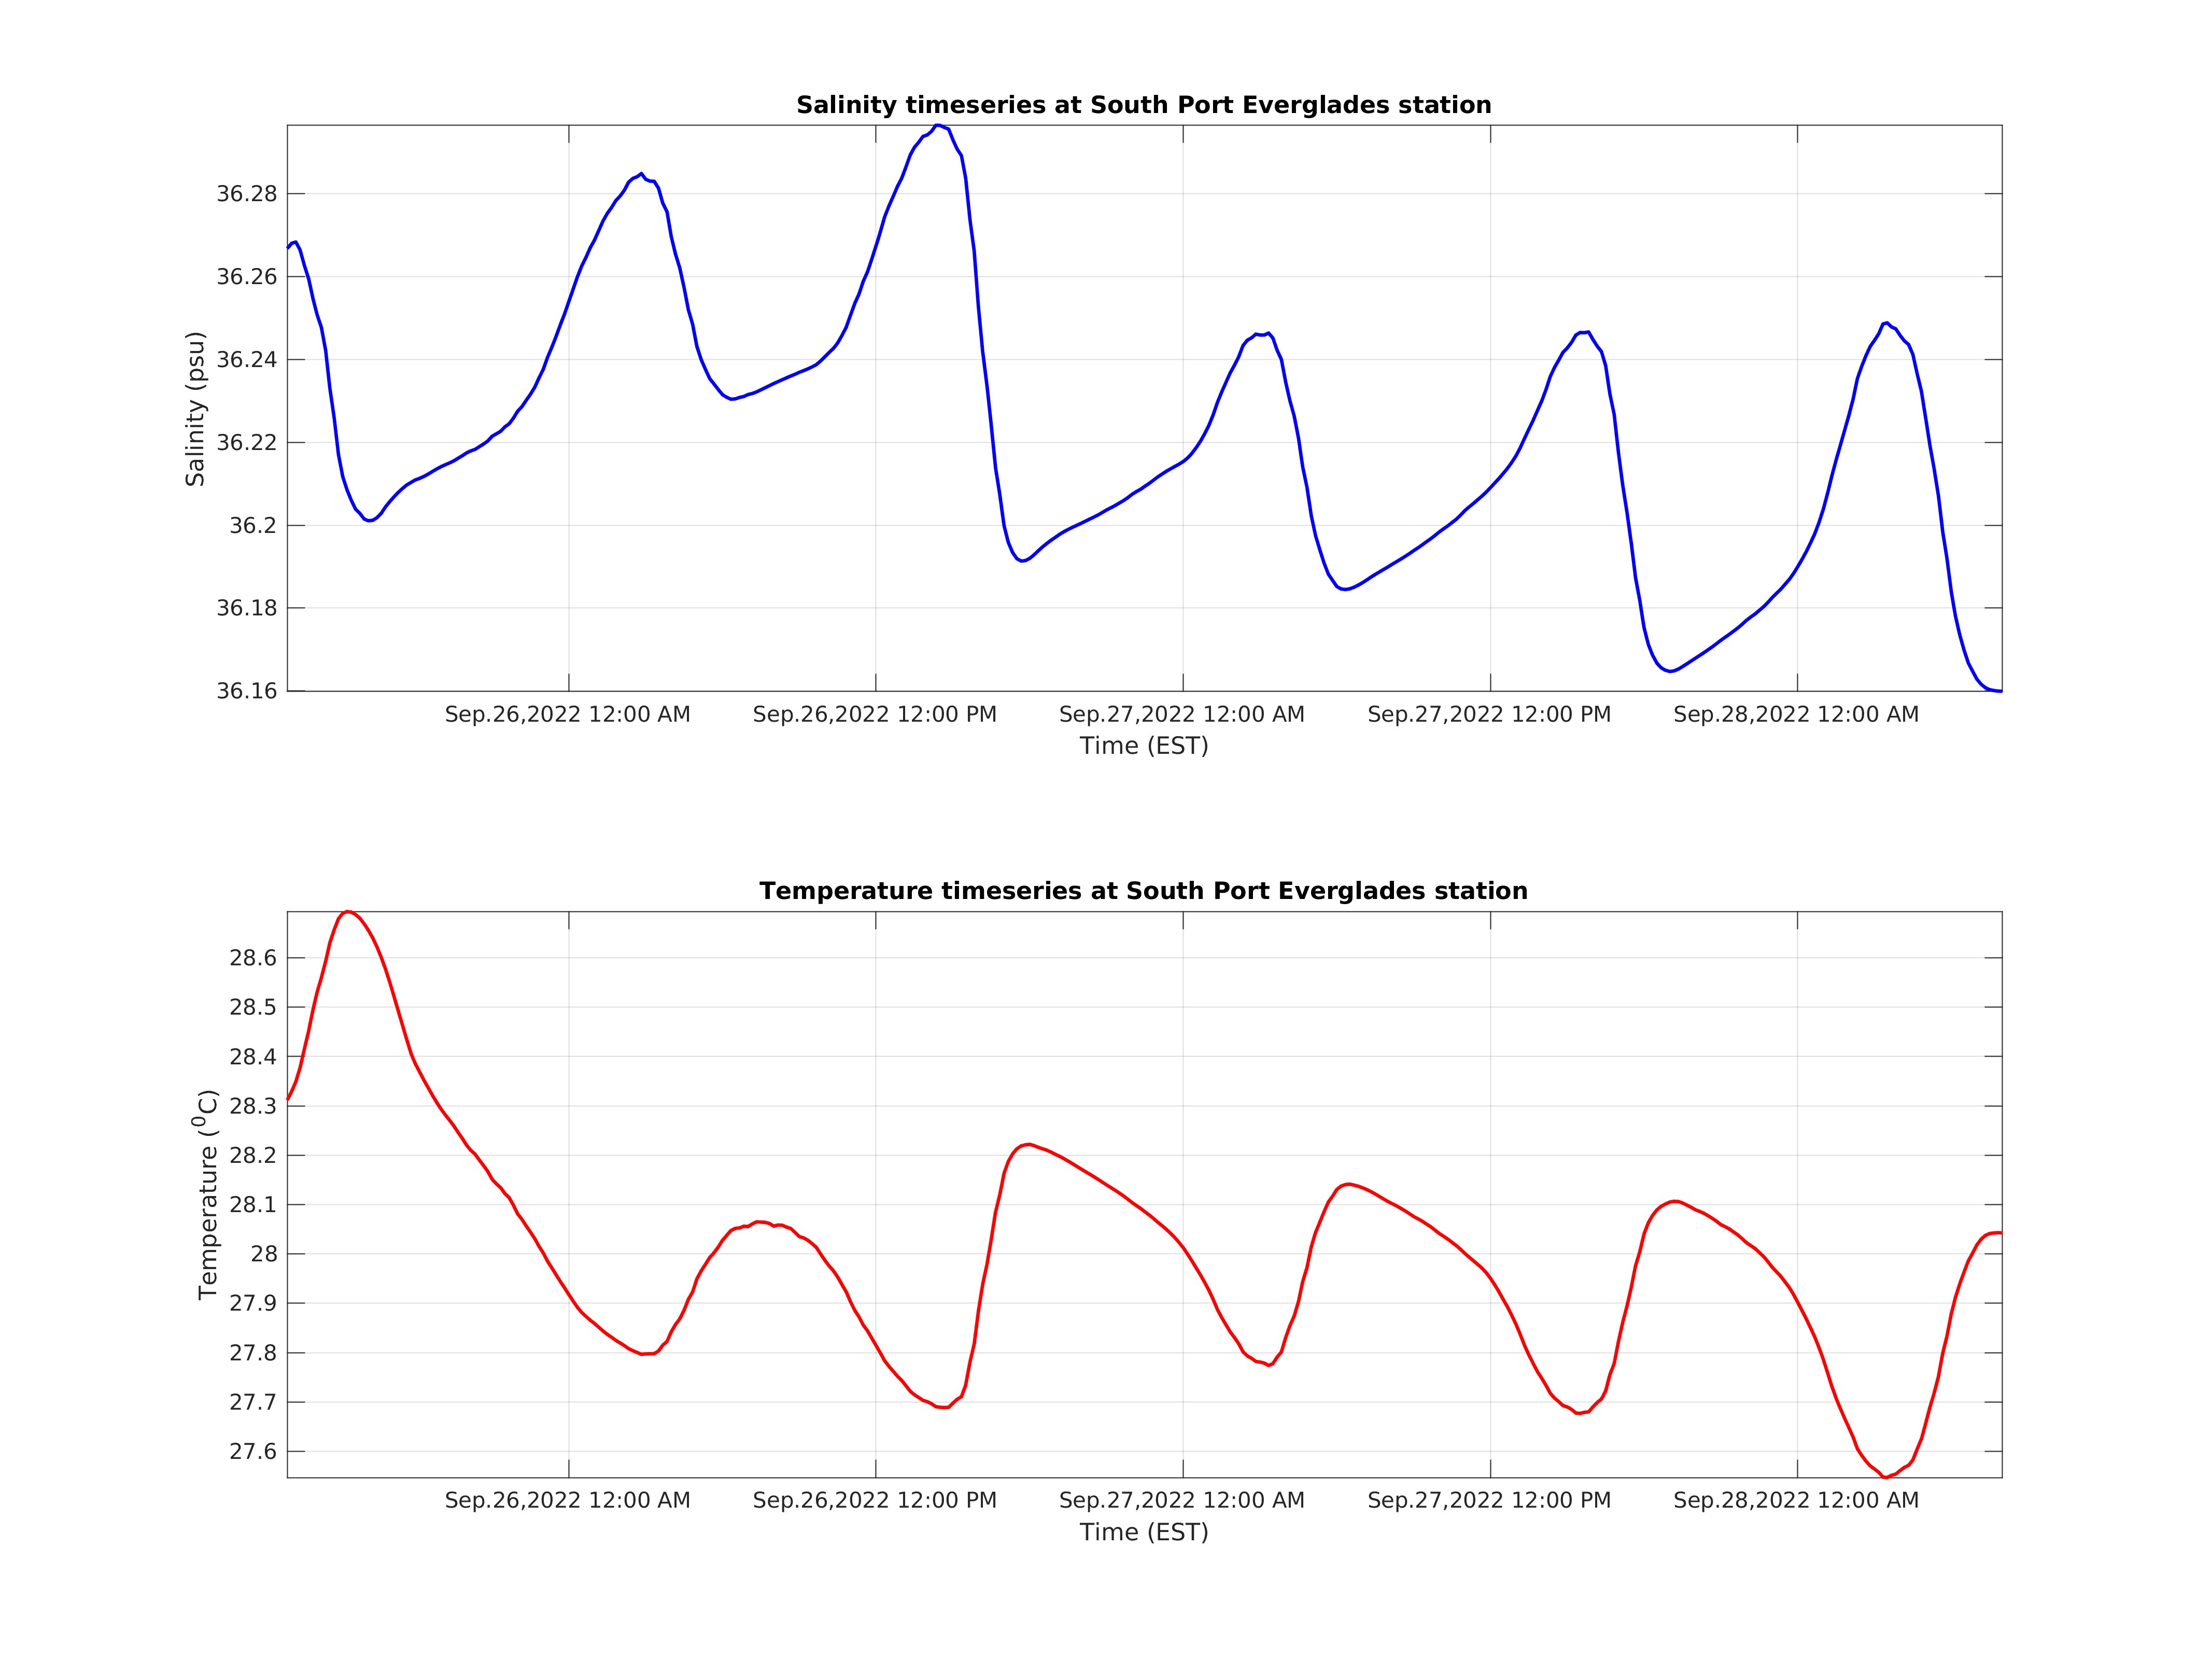 Salinity timeseries at South Port Everglades station
36.28
36.26
36.24
36.22
36.2
36.18
36.16
Salinity (psu)
Sep.26,2022 12:00 AM Sep.26,2022 12:00 PM Sep.27,2022 12:00 AM Sep.27,2022 12:00 PM Sep.28,2022 12:00 AM
Time (EST)
Temperature timeseries at South Port Everglades station
28.6
28.5
28.4
28.3
28.2
28.1
28
27.9
27.8
27.7
27.6
Temperature (⁰C)
Sep.26,2022 12:00 AM Sep.26,2022 12:00 PM Sep.27,2022 12:00 AM Sep.27,2022 12:00 PM Sep.28,2022 12:00 AM
Time (EST)